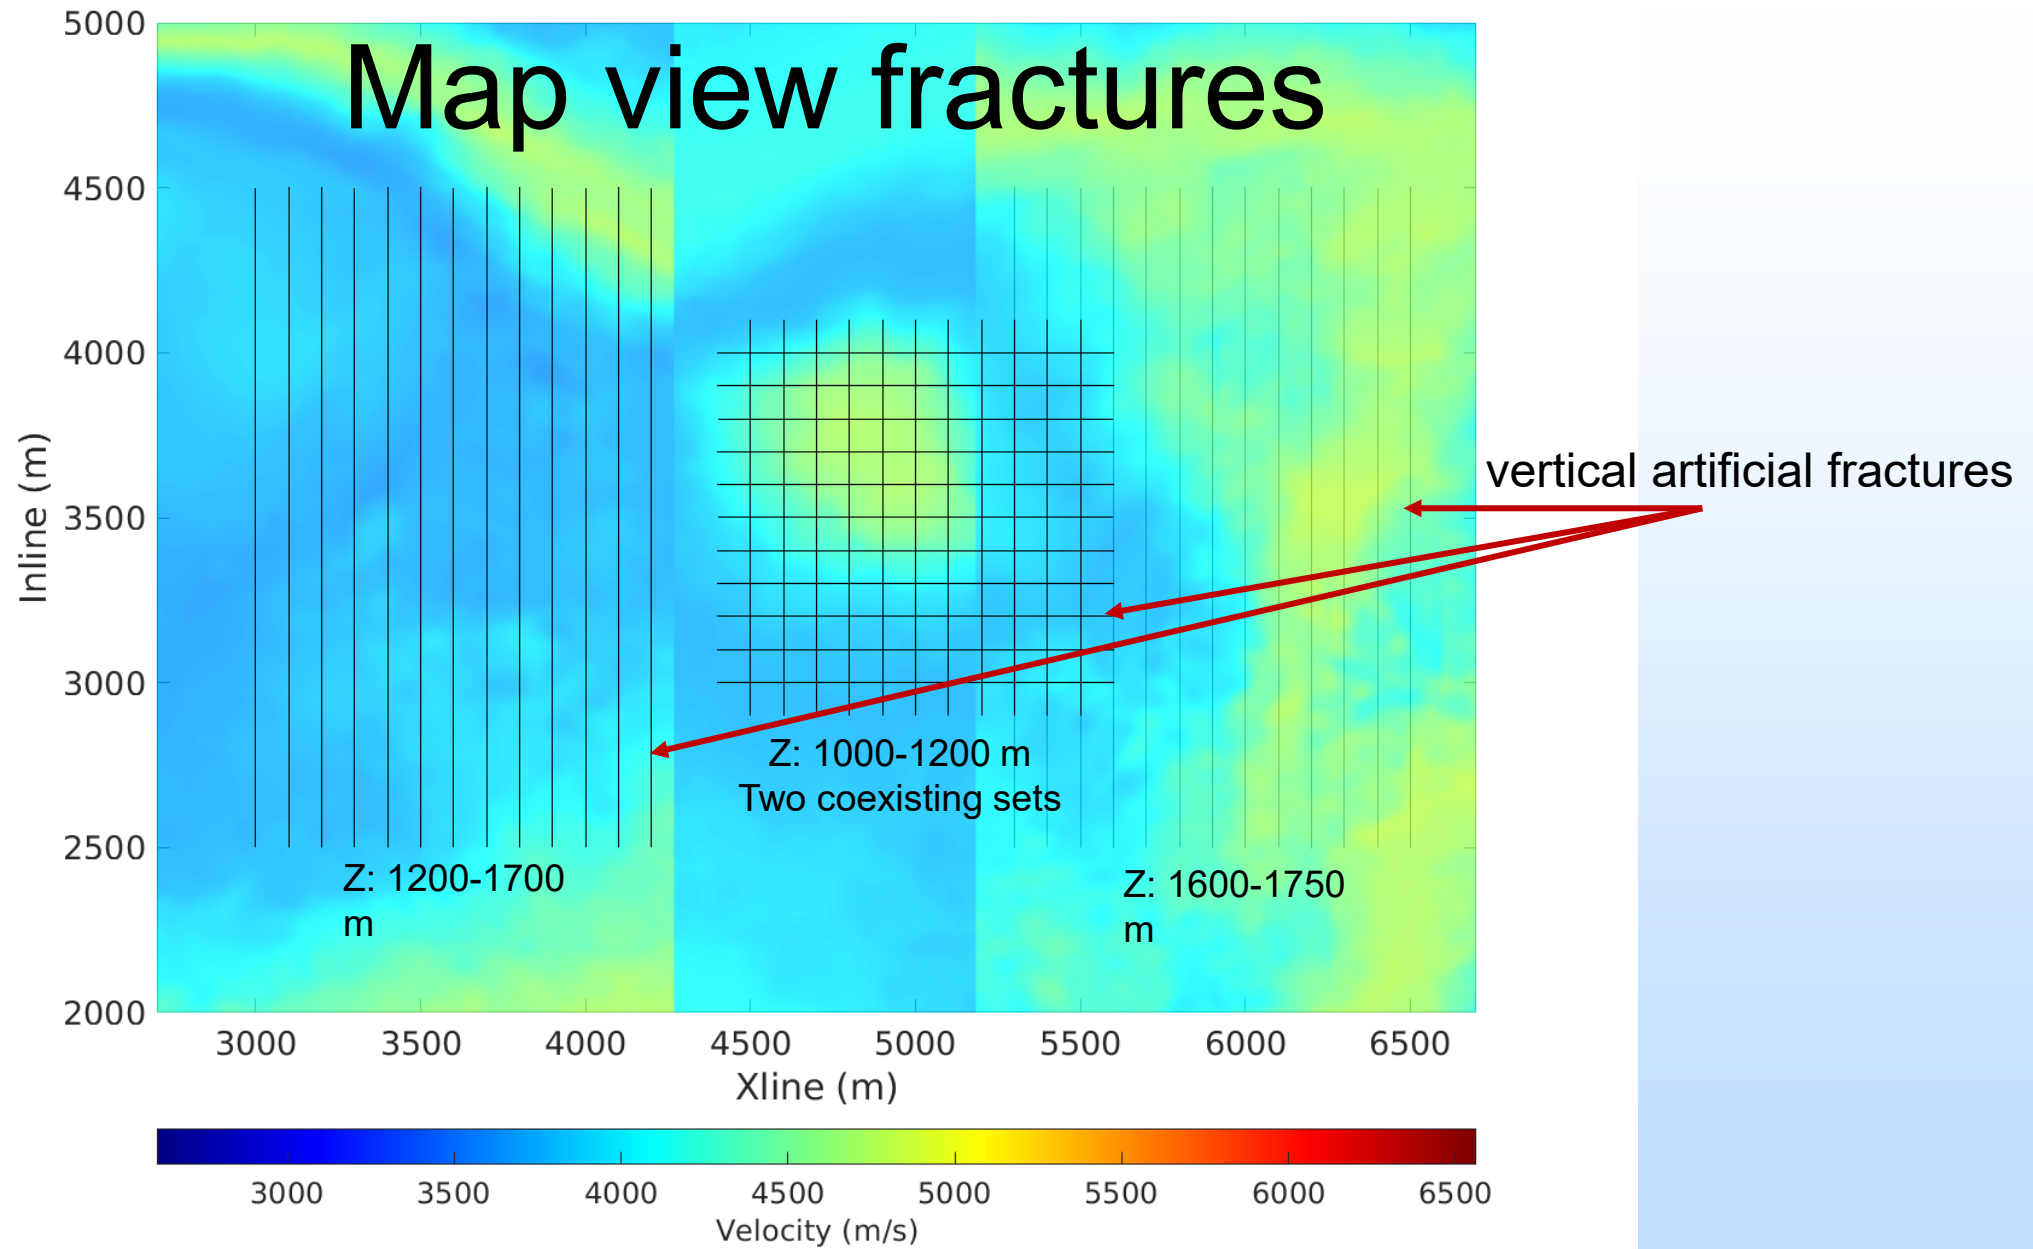 Map view fractures
5000
4500
4000
3500
3000
2500
2000
Inline (m)
vertical artificial fractures
Z: 1000-1200 m
Two coexisting sets
Z: 1200-1700
m
Z: 1600-1750
m
3000 3500 4000 4500 5000 5500 6000 6500
Xline (m)
3000 3500 4000 4500 5000 5500 6000 6500
Velocity (m/s)